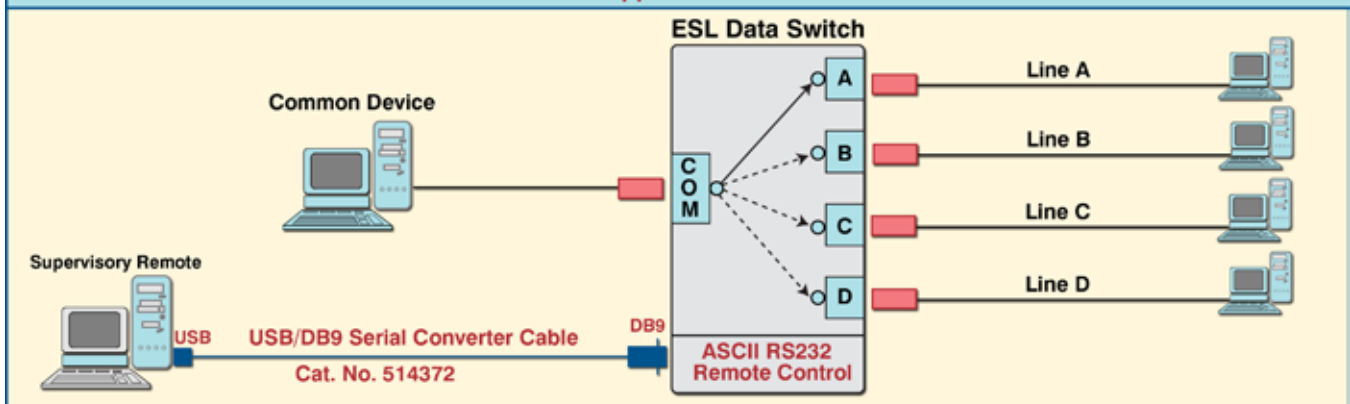 ESL Data Switch
Common Device
COM
A
Line A
B
Line B
C
Line C
D
Line D
Supervisory Remote
USB
USB/DB9 Serial Converter Cable
Cat. No. 514372
DB9
ASCII RS232
Remote Control